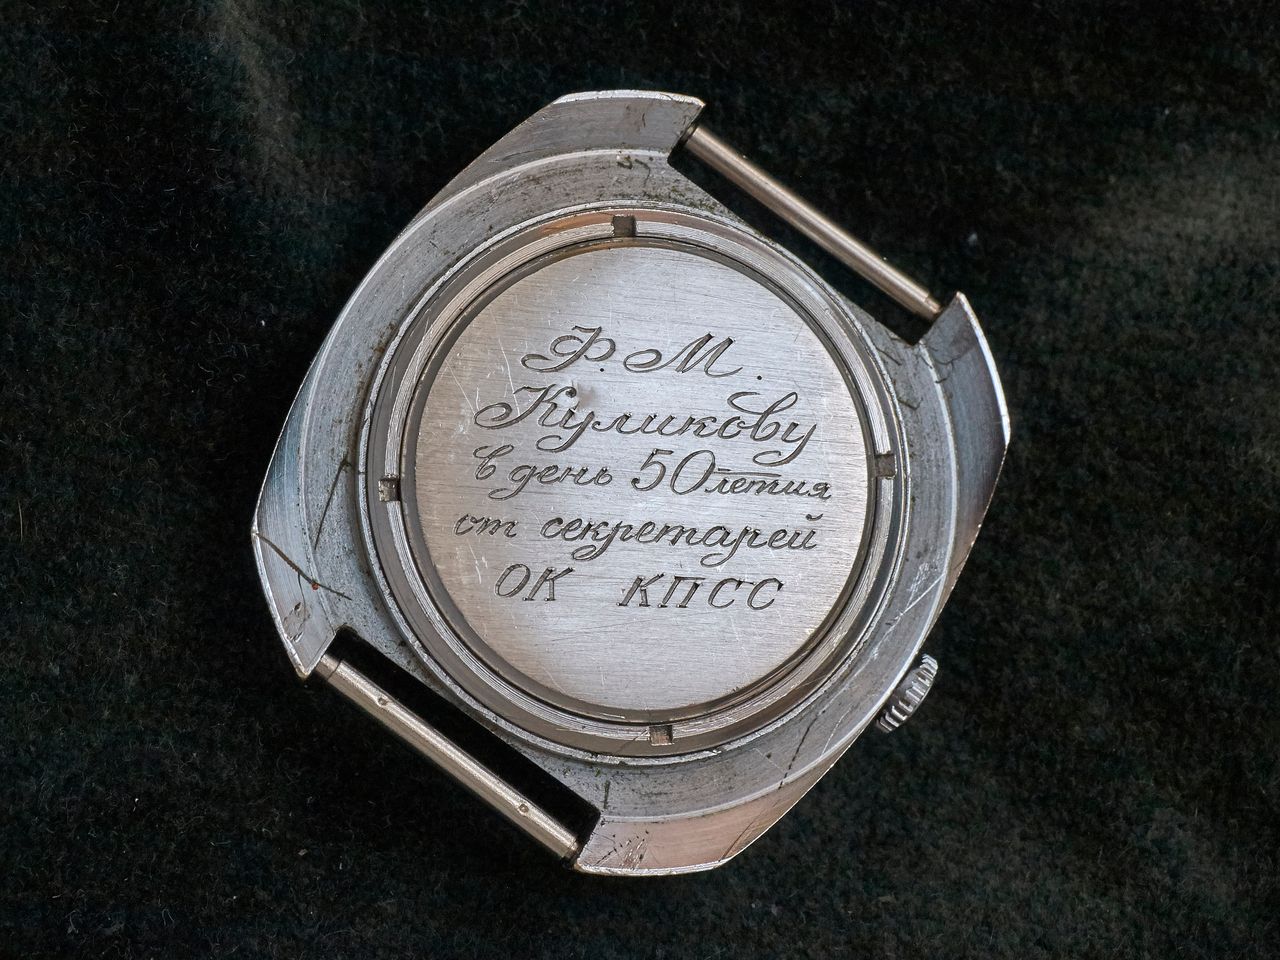 Ф. М.
Куликову
в день 50летия
от секретарей
ОК КПСС